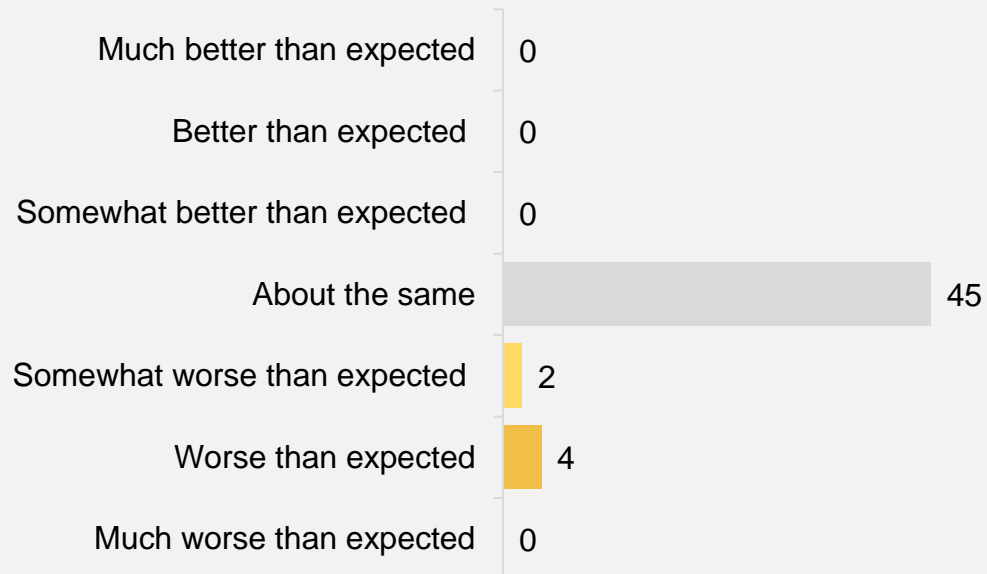 Much better than expected 0
Better than expected 0
Somewhat better than expected 0
About the same 45
Somewhat worse than expected 2
Worse than expected 4
Much worse than expected 0